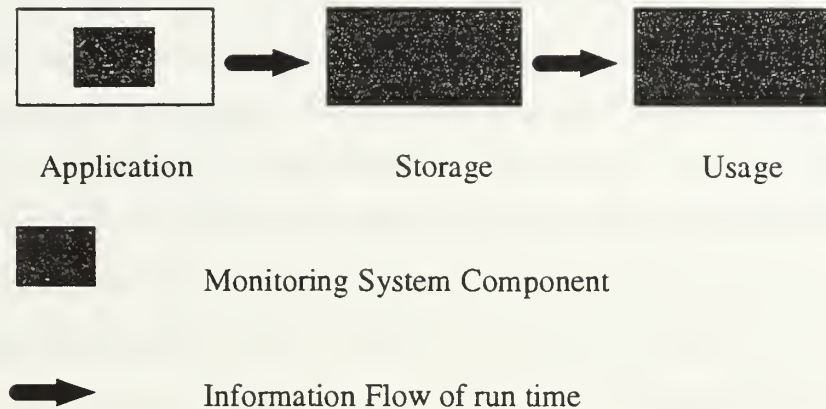 Application Storage Usage
Monitoring System Component
Information Flow of run time